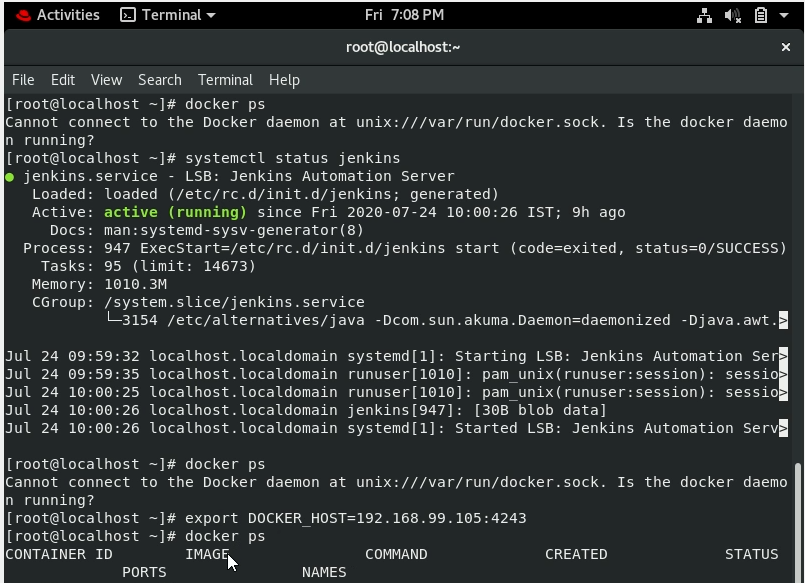 Activities Terminal Fri 7:08 PM
root@localhost:~ ×
File Edit View Search Terminal Help
[root@localhost ~]# docker ps
Cannot connect to the Docker daemon at unix:///var/run/docker.sock. Is the docker daemo
n running?
[root@localhost ~]# systemctl status jenkins
● jenkins.service - LSB: Jenkins Automation Server
   Loaded: loaded (/etc/rc.d/init.d/jenkins; generated)
   Active: active (running) since Fri 2020-07-24 10:00:26 IST; 9h ago
     Docs: man:systemd-sysv-generator(8)
  Process: 947 ExecStart=/etc/rc.d/init.d/jenkins start (code=exited, status=0/SUCCESS)
    Tasks: 95 (limit: 14673)
   Memory: 1010.3M
   CGroup: /system.slice/jenkins.service
           └─3154 /etc/alternatives/java -Dcom.sun.akuma.Daemon=daemonized -Djava.awt.>
Jul 24 09:59:32 localhost.localdomain systemd[1]: Starting LSB: Jenkins Automation Ser>
Jul 24 09:59:35 localhost.localdomain runuser[1010]: pam_unix(runuser:session): sessio>
Jul 24 10:00:25 localhost.localdomain runuser[1010]: pam_unix(runuser:session): sessio>
Jul 24 10:00:26 localhost.localdomain jenkins[947]: [30B blob data]
Jul 24 10:00:26 localhost.localdomain systemd[1]: Started LSB: Jenkins Automation Serv>
[root@localhost ~]# docker ps
Cannot connect to the Docker daemon at unix:///var/run/docker.sock. Is the docker daemo
n running?
[root@localhost ~]# export DOCKER_HOST=192.168.99.105:4243
[root@localhost ~]# docker ps
CONTAINER ID        IMAGE               COMMAND             CREATED             STATUS
             PORTS               NAMES